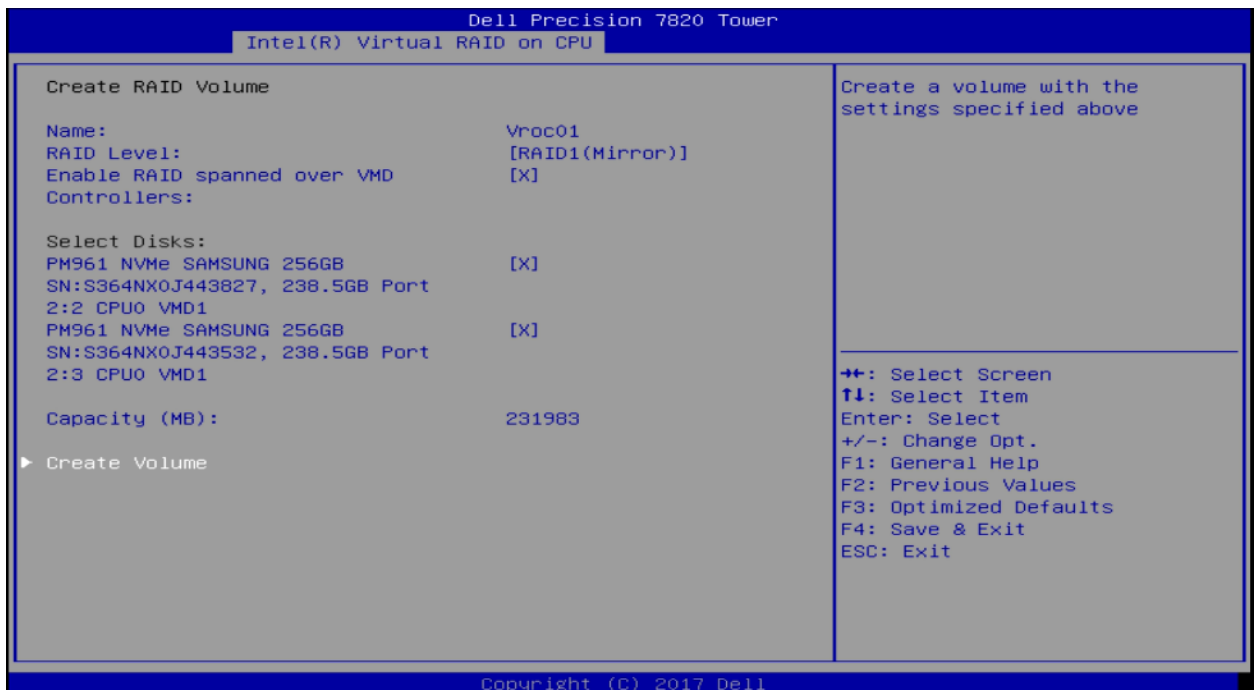 Dell Precision 7820 Tower
Intel(R) Virtual RAID on CPU
Create RAID Volume
Name: Vroc01
RAID Level: [RAID1(Mirror)]
Enable RAID spanned over VMD [X]
Controllers:
Select Disks:
PM961 NVMe SAMSUNG 256GB [X]
SN:S364NX0J443827, 238.5GB Port
2:2 CPU0 VMD1
PM961 NVMe SAMSUNG 256GB [X]
SN:S364NX0J443532, 238.5GB Port
2:3 CPU0 VMD1
Capacity (MB): 231983
Create Volume
Create a volume with the
settings specified above
→←: Select Screen
↑↓: Select Item
Enter: Select
+/-: Change Opt.
F1: General Help
F2: Previous Values
F3: Optimized Defaults
F4: Save & Exit
ESC: Exit
Copyright (C) 2017 Dell